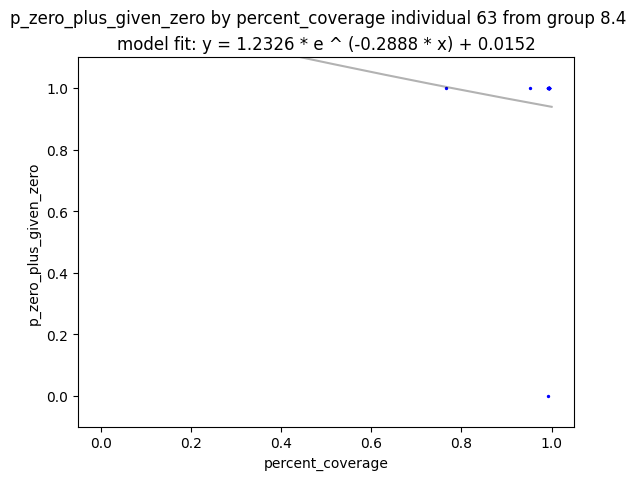 p_zero_plus_given_zero by percent_coverage individual 63 from group 8.4
model fit: y = 1.2326 * e ^ (-0.2888 * x) + 0.0152
1.0
0.8
0.6
0.4
0.2
0.0
p_zero_plus_given_zero
0.0 0.2 0.4 0.6 0.8 1.0
percent_coverage